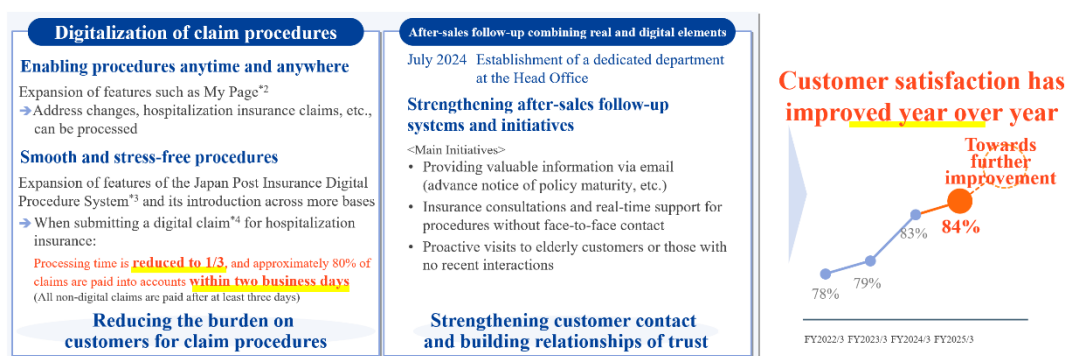 Digitalization of claim procedures
Enabling procedures anytime and anywhere
Expansion of features such as My Page*2
➔Address changes, hospitalization insurance claims, etc.,
can be processed
Smooth and stress-free procedures
Expansion of features of the Japan Post Insurance Digital
Procedure System*3 and its introduction across more bases
➔ When submitting a digital claim*4 for hospitalization
insurance:
Processing time is reduced to 1/3, and approximately 80% of
claims are paid into accounts within two business days
(All non-digital claims are paid after at least three days)
Reducing the burden on
customers for claim procedures
After-sales follow-up combining real and digital elements
July 2024 Establishment of a dedicated department
at the Head Office
Strengthening after-sales follow-up
systems and initiatives
<Main Initiatives>
• Providing valuable information via email
(advance notice of policy maturity, etc.)
• Insurance consultations and real-time support for
procedures without face-to-face contact
• Proactive visits to elderly customers or those with
no recent interactions
Strengthening customer contact
and building relationships of trust
Customer satisfaction has
improved year over year
Towards
further
improvement
84%
83%
79%
78%
FY2022/3 FY2023/3 FY2024/3 FY2025/3